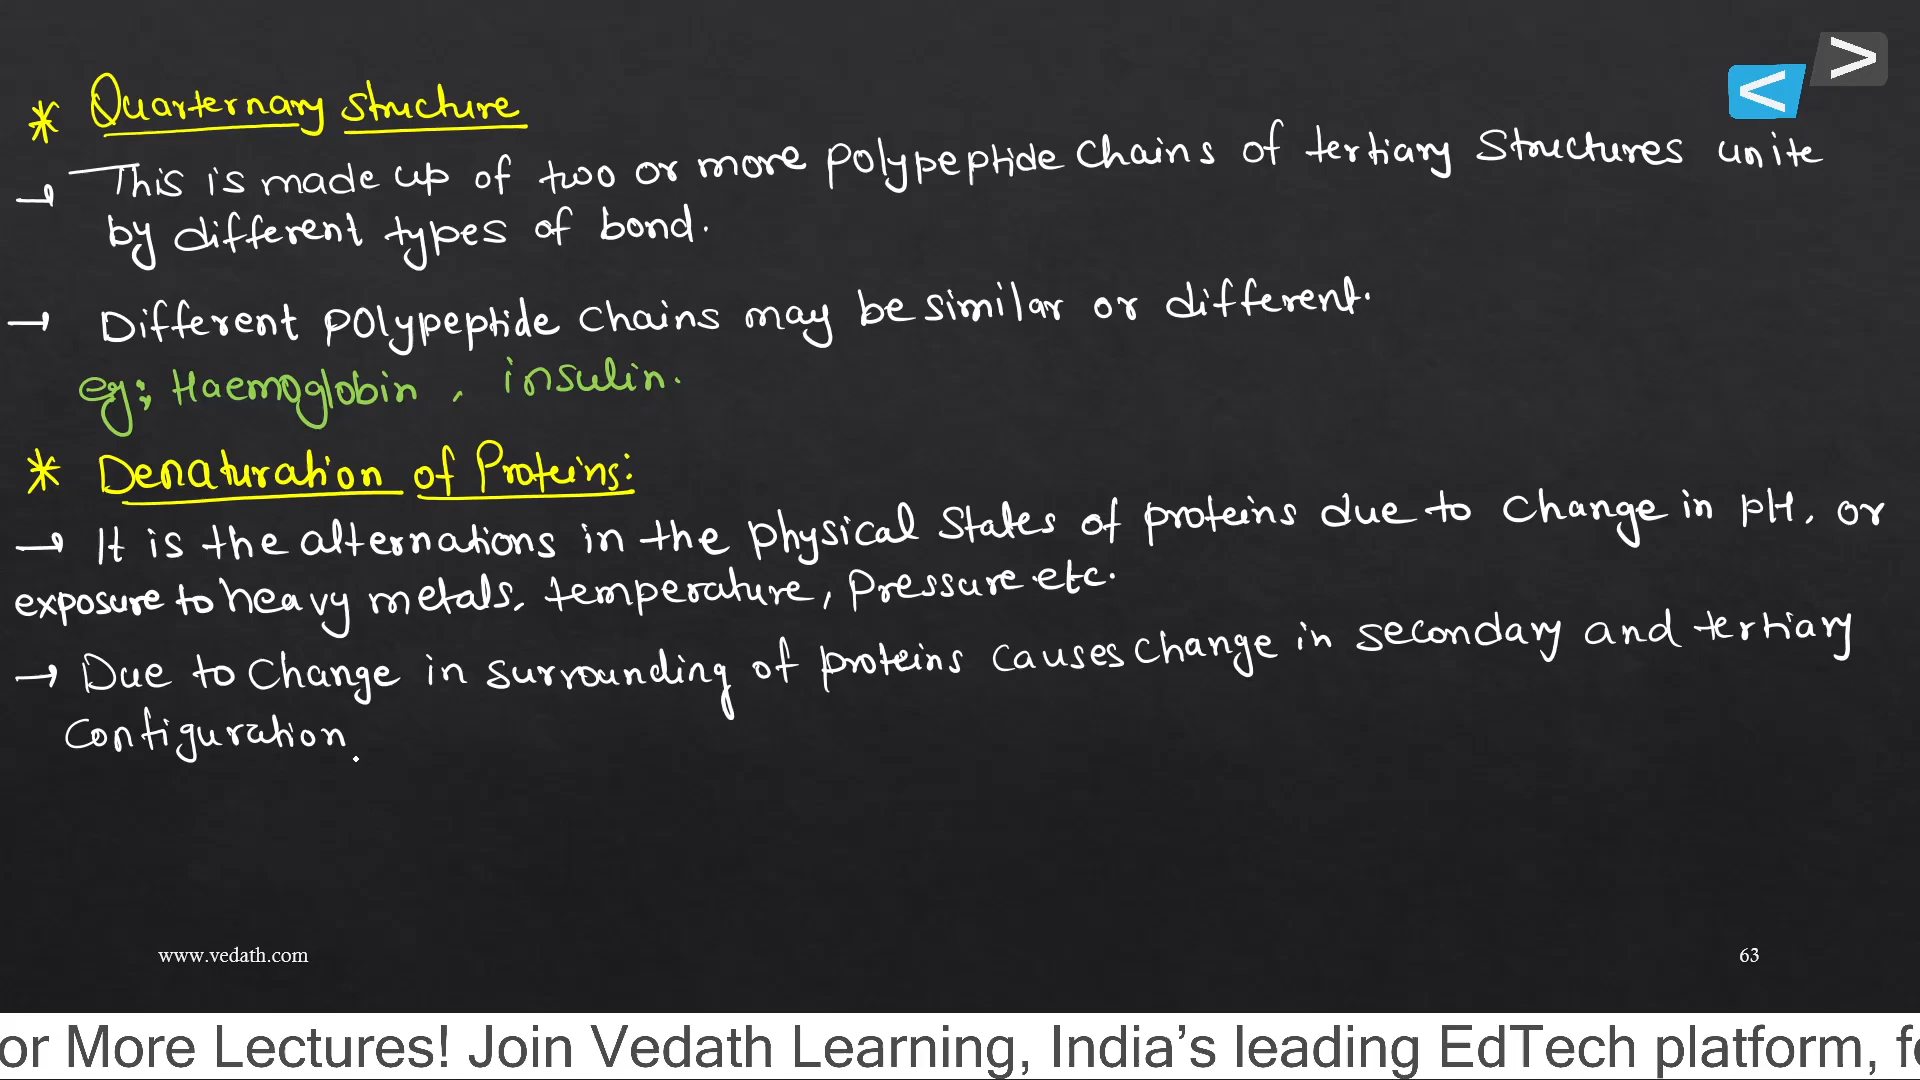 * Quarternary structure
→ This is made up of two or more polypeptide chains of tertiary structures unite
by different types of bond.
→ Different polypeptide chains may be similar or different.
eg; Haemoglobin, insulin.
* Denaturation of Proteins:
→ It is the alternations in the physical states of proteins due to change in pH, or
exposure to heavy metals, temperature, pressure etc.
→ Due to change in surrounding of proteins causes change in secondary and tertiary
configuration.
www.vedath.com
63
or More Lectures! Join Vedath Learning, India's leading EdTech platform, fo